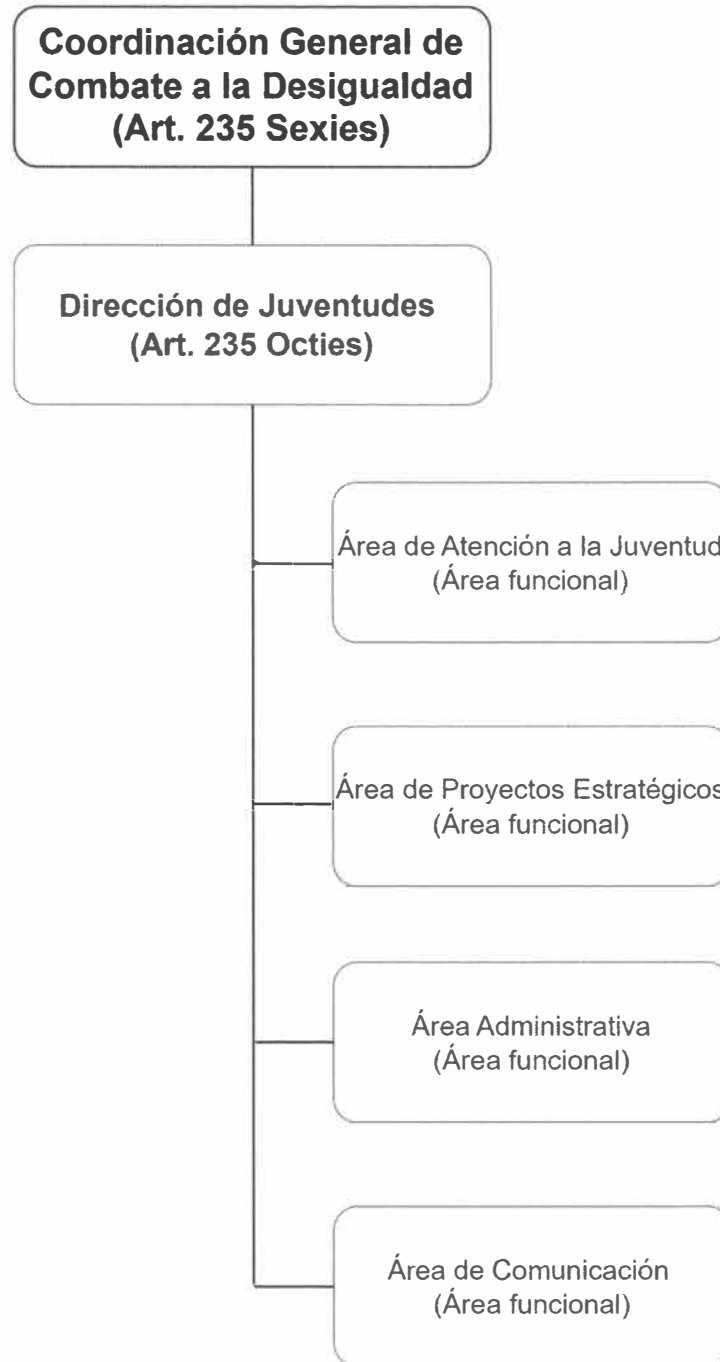 Coordinación General de
Combate a la Desigualdad
(Art. 235 Sexies)
Dirección de Juventudes
(Art. 235 Octies)
Área de Atención a la Juventud
(Área funcional)
Área de Proyectos Estratégicos
(Área funcional)
Área Administrativa
(Área funcional)
Área de Comunicación
(Área funcional)